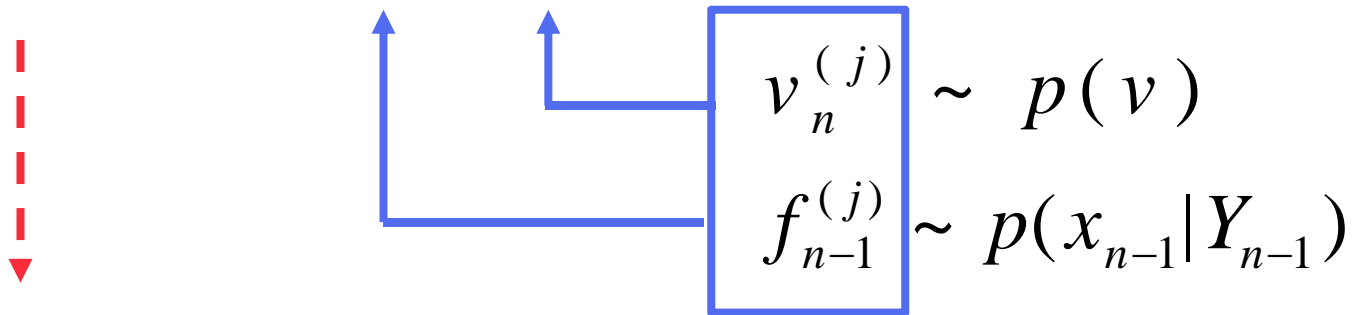 v_n^{(j)} ~ p(v)
f_{n-1}^{(j)} ~ p(x_{n-1}|Y_{n-1})